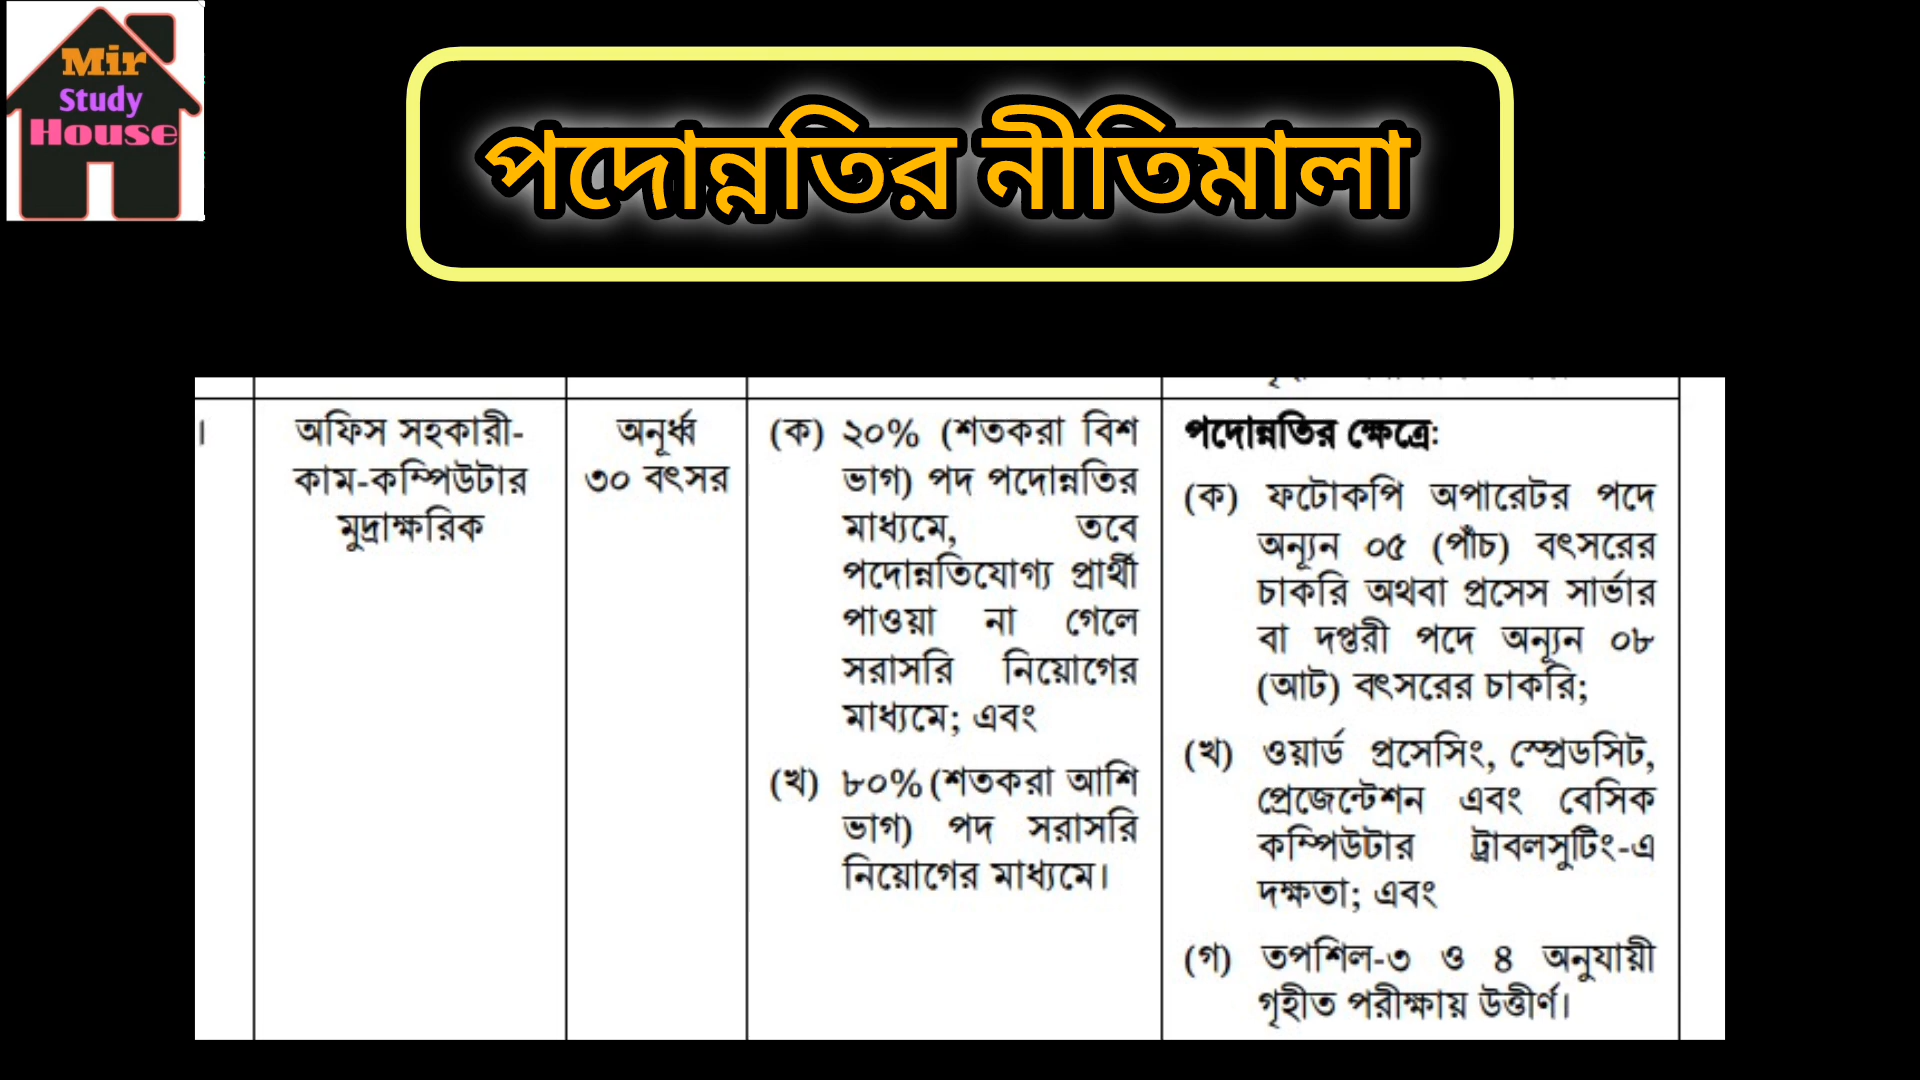 Mir
Study
House
পদোন্নতির নীতিমালা
।
অফিস সহকারী-
কাম-কম্পিউটার
মুদ্রাক্ষরিক
অনূর্ধ্ব
৩০ বৎসর
(ক) ২০% (শতকরা বিশ
ভাগ) পদ পদোন্নতির
মাধ্যমে, তবে
পদোন্নতিযোগ্য প্রার্থী
পাওয়া না গেলে
সরাসরি নিয়োগের
মাধ্যমে; এবং
(খ) ৮০% (শতকরা আশি
ভাগ) পদ সরাসরি
নিয়োগের মাধ্যমে।
পদোন্নতির ক্ষেত্রে:
(ক) ফটোকপি অপারেটর পদে
অন্যূন ০৫ (পাঁচ) বৎসরের
চাকরি অথবা প্রসেস সার্ভার
বা দপ্তরী পদে অন্যূন ০৮
(আট) বৎসরের চাকরি;
(খ) ওয়ার্ড প্রসেসিং, স্প্রেডসিট,
প্রেজেন্টেশন এবং বেসিক
কম্পিউটার ট্রাবলসুটিং-এ
দক্ষতা; এবং
(গ) তপশিল-৩ ও ৪ অনুযায়ী
গৃহীত পরীক্ষায় উত্তীর্ণ।